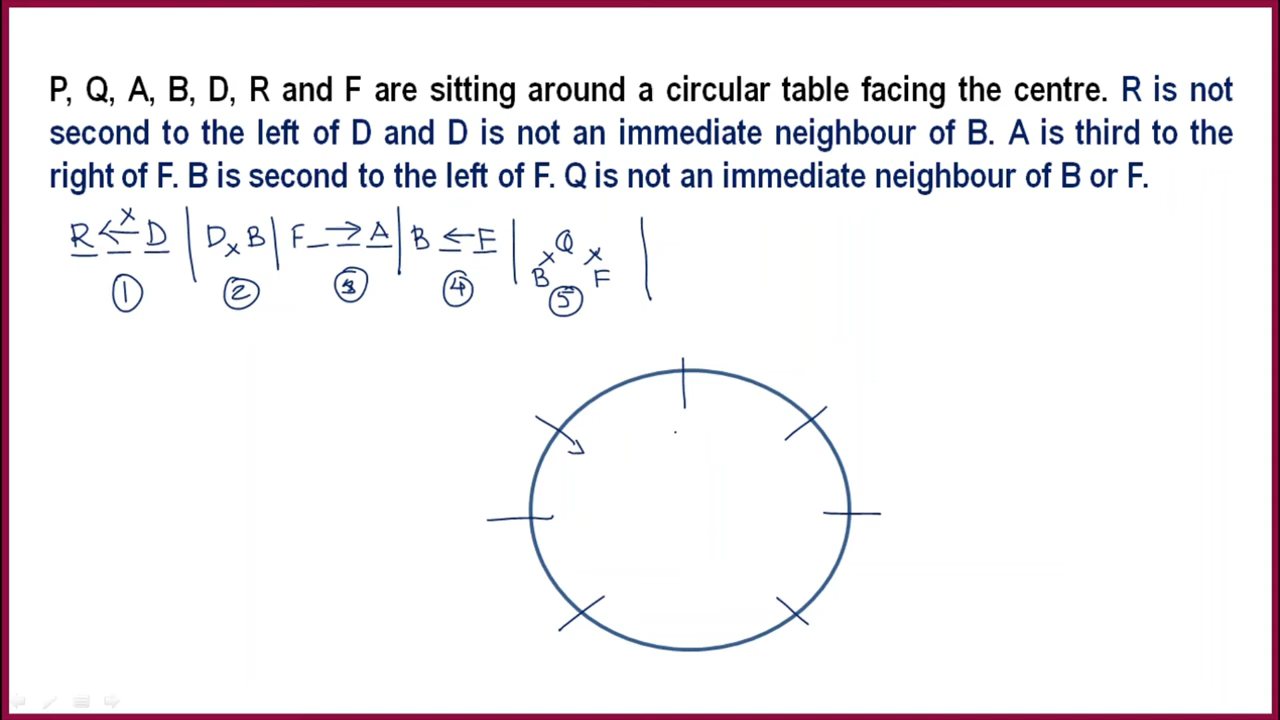 P, Q, A, B, D, R and F are sitting around a circular table facing the centre. R is not
second to the left of D and D is not an immediate neighbour of B. A is third to the
right of F. B is second to the left of F. Q is not an immediate neighbour of B or F.
R ← x D | D x B | F _ → A | B ← F | x Q x |
B F
① ② ③ ④ ⑤